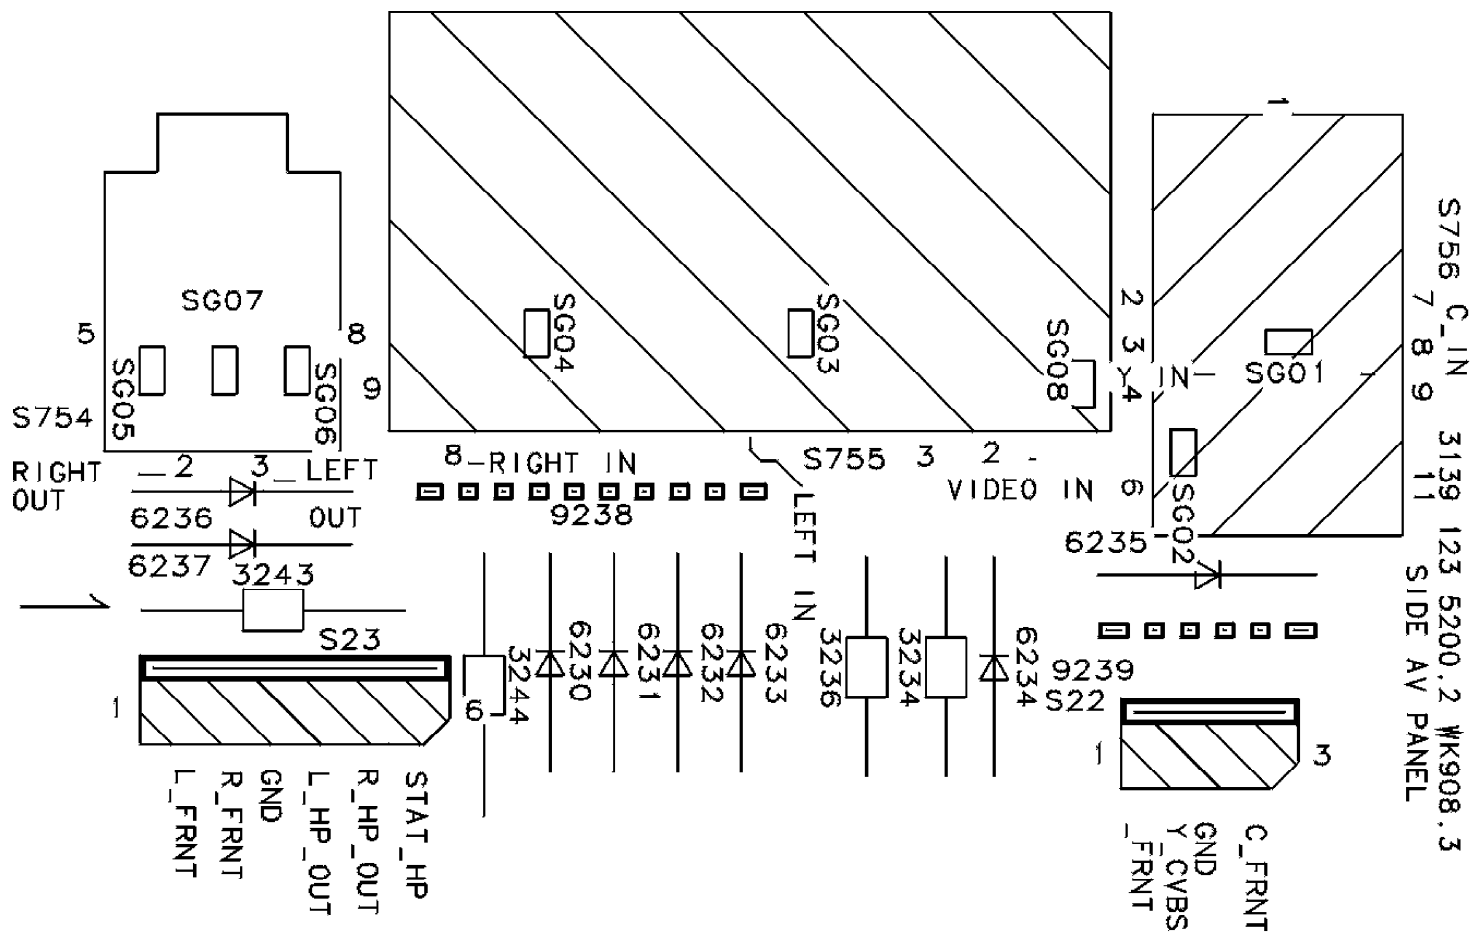 1
S756 C_IN
7
8
9
11
3139 123 5200.2 WK908.3
SIDE AV PANEL
SG07
5
8
9
SG05
SG06
S754
SG04
SG03
SG08
2
3
4
6
Y IN
SG01
SG02
RIGHT
OUT
2
3
LEFT
OUT
8-RIGHT IN
S755
3
2
VIDEO IN
LEFT IN
9238
6236
6237
3243
6235
S23
1
6
3244
6230
6231
6232
6233
3236
3234
6234
9239
S22
1
3
L_FRNT
R_FRNT
GND
L_HP_OUT
R_HP_OUT
STAT_HP
Y_CVBS
_FRNT
GND
C_FRNT